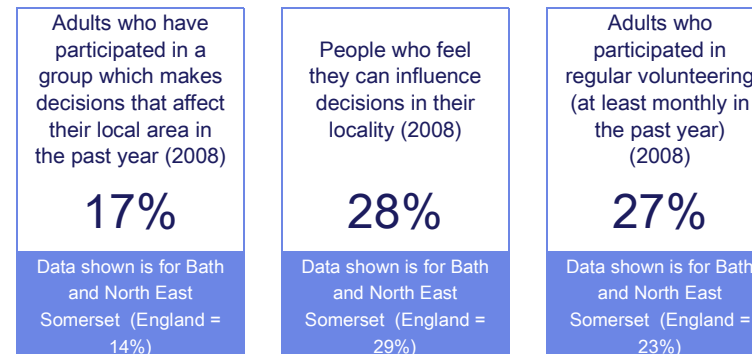 Adults who have
participated in a
group which makes
decisions that affect
their local area in
the past year (2008)
17%
Data shown is for Bath
and North East
Somerset (England =
14%)
People who feel
they can influence
decisions in their
locality (2008)
28%
Data shown is for Bath
and North East
Somerset (England =
29%)
Adults who
participated in
regular volunteering
(at least monthly in
the past year)
(2008)
27%
Data shown is for Bath
and North East
Somerset (England =
23%)